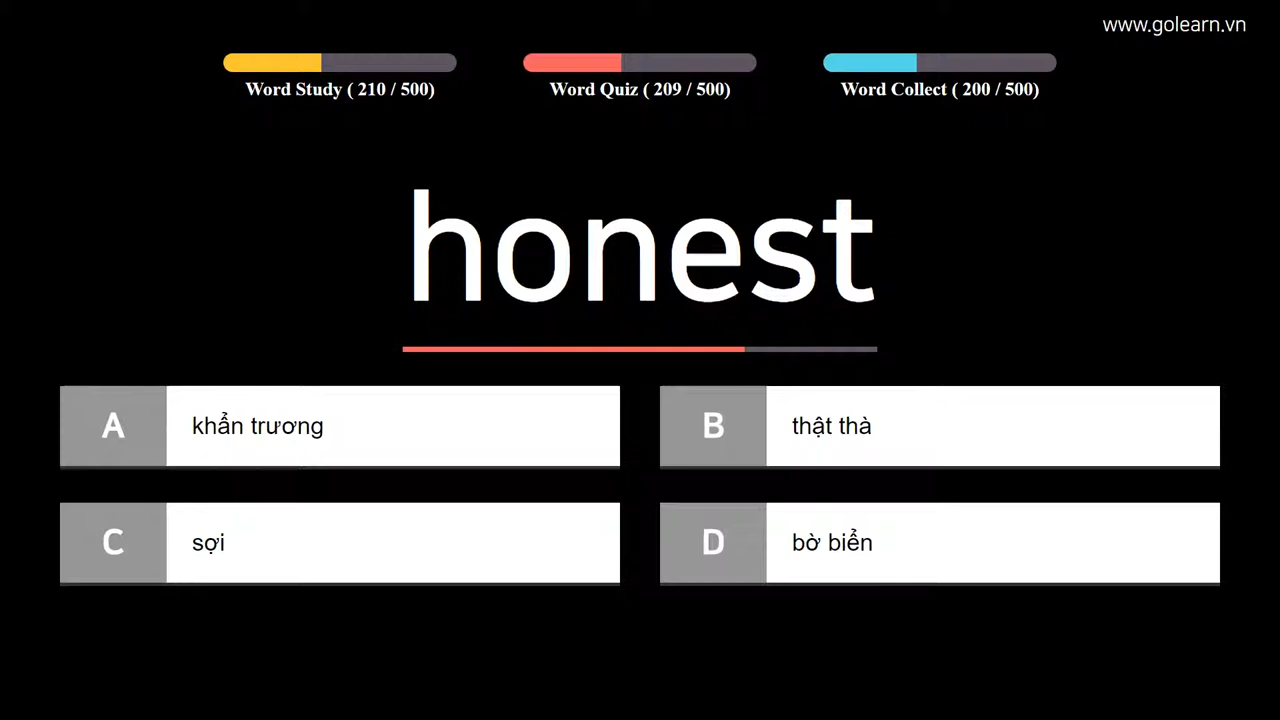 www.golearn.vn
Word Study ( 210 / 500)
Word Quiz ( 209 / 500)
Word Collect ( 200 / 500)
honest
A khẩn trương
B thật thà
C sợi
D bờ biển